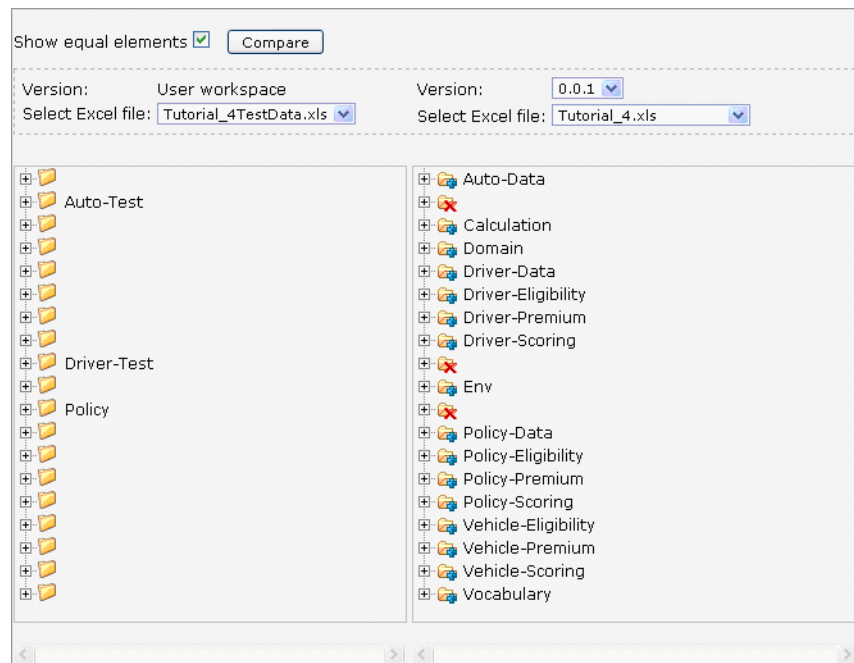 Show equal elements Compare
Version: User workspace Version: 0.0.1
Select Excel file: Tutorial_4TestData.xls Select Excel file: Tutorial_4.xls
Auto-Data
Auto-Test
Calculation
Domain
Driver-Data
Driver-Eligibility
Driver-Premium
Driver-Scoring
Driver-Test
Env
Policy
Policy-Data
Policy-Eligibility
Policy-Premium
Policy-Scoring
Vehicle-Eligibility
Vehicle-Premium
Vehicle-Scoring
Vocabulary